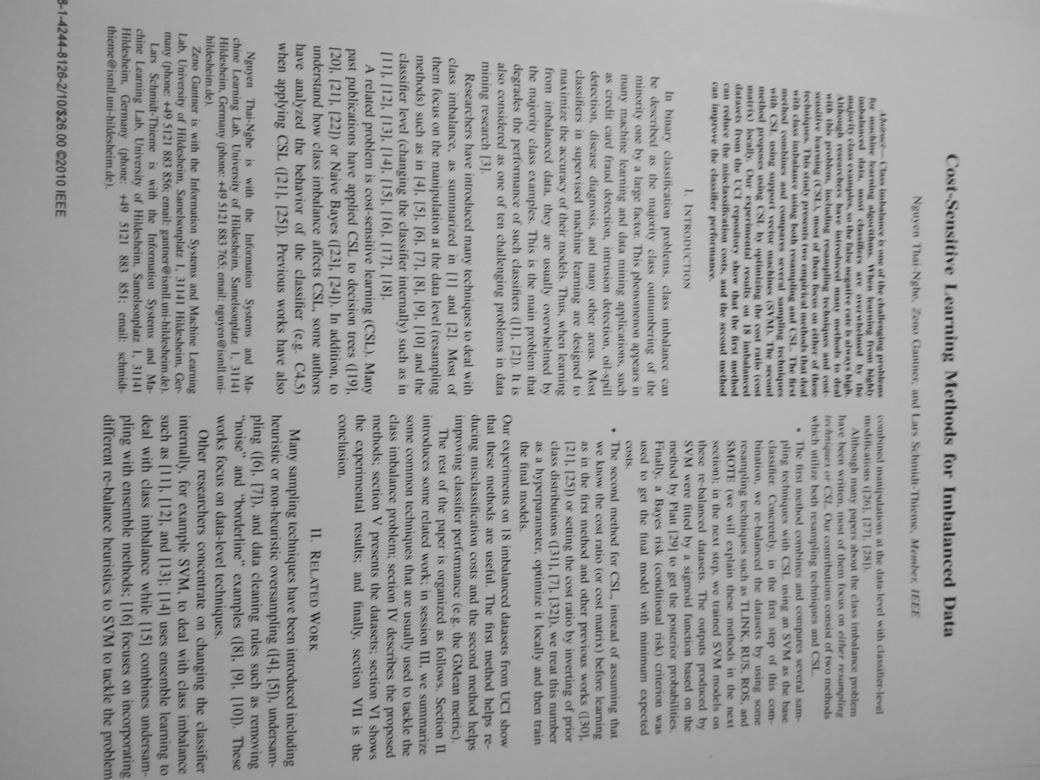 Cost-Sensitive Learning Methods for Imbalanced Data
Nguyen Thai-Nghe, Zeno Gantner, and Lars Schmidt-Thieme, Member, IEEE
Abstract—Class imbalance is one of the challenging problems
for machine learning algorithms. When learning from highly
imbalanced data, most classifiers are overwhelmed by the
majority class examples, so the false negative rate is always high.
Although researchers have introduced many methods to deal
with this problem, including resampling techniques and cost-
sensitive learning (CSL), most of them focus on either of these
techniques. This study presents two empirical methods that deal
with class imbalance using both resampling and CSL. The first
method combines and compares several sampling techniques
with CSL using support vector machines (SVM). The second
method proposes using CSL by optimizing the cost ratio (cost
matrix) locally. Our experimental results on 18 imbalanced
datasets from the UCI repository show that the first method
can reduce the misclassification costs, and the second method
can improve the classifier performance.
I. INTRODUCTION
In binary classification problems, class imbalance can
be described as the majority class outnumbering of the
minority one by a large factor. This phenomenon appears in
many machine learning and data mining applications, such
as credit card fraud detection, intrusion detection, oil-spill
detection, disease diagnosis, and many other areas. Most
classifiers in supervised machine learning are designed to
maximize the accuracy of their models. Thus, when learning
from imbalanced data, they are usually overwhelmed by
the majority class examples. This is the main problem that
degrades the performance of such classifiers ([1], [2]). It is
also considered as one of ten challenging problems in data
mining research [3].
Researchers have introduced many techniques to deal with
class imbalance, as summarized in [1] and [2]. Most of
them focus on the manipulation at the data level (resampling
methods) such as in [4], [5], [6], [7], [8], [9], [10] and the
classifier level (changing the classifier internally) such as in
[11], [12], [13], [14], [15], [16], [17], [18].
A related problem is cost-sensitive learning (CSL). Many
past publications have applied CSL to decision trees ([19],
[20], [21], [22]) or Naive Bayes ([23], [24]). In addition, to
understand how class imbalance affects CSL, some authors
have analyzed the behavior of the classifier (e.g. C4.5)
when applying CSL ([21], [25]). Previous works have also
Nguyen Thai-Nghe is with the Information Systems and Ma-
chine Learning Lab, University of Hildesheim, Samelsonplatz 1, 31141
Hildesheim, Germany (phone: +49 5121 883 765; email: nguyen@ismll.uni-
hildesheim.de).
Zeno Gantner is with the Information Systems and Machine Learning
Lab, University of Hildesheim, Samelsonplatz 1, 31141 Hildesheim, Ger-
many (phone: +49 5121 883 856; email: gantner@ismll.uni-hildesheim.de).
Lars Schmidt-Thieme is with the Information Systems and Ma-
chine Learning Lab, University of Hildesheim, Samelsonplatz 1, 31141
Hildesheim, Germany (phone: +49 5121 883 851; email: schmidt-
thieme@ismll.uni-hildesheim.de).
combined manipulations at the data-level with classifier-level
modifications ([26], [27], [28]).
Although many papers about the class imbalance problem
have been written, most of them focus on either resampling
techniques or CSL. Our contributions consist of two methods
which utilize both resampling techniques and CSL.
• The first method combines and compares several sam-
pling techniques with CSL using an SVM as the base
classifier. Concretely, in the first step of this com-
bination, we re-balanced the datasets by using some
resampling techniques such as TLINK, RUS, ROS, and
SMOTE (we will explain these methods in the next
section); in the next step, we trained SVM models on
these re-balanced datasets. The outputs produced by
SVM were fitted by a sigmoid function based on the
method by Platt [29] to get the posterior probabilities.
Finally, a Bayes risk (conditional risk) criterion was
used to get the final model with minimum expected
costs.
• The second method for CSL, instead of assuming that
we know the cost ratio (or cost matrix) before learning
as in the first method and other previous works ([30],
[21], [25]) or setting the cost ratio by inverting of prior
class distributions ([31], [7], [32]), we treat this number
as a hyperparameter, optimize it locally and then train
the final models.
Our experiments on 18 imbalanced datasets from UCI show
that these methods are useful. The first method helps re-
ducing misclassification costs and the second method helps
improving classifier performance (e.g. the GMean metric).
The rest of the paper is organized as follows. Section II
introduces some related work; in session III, we summarize
some common techniques that are usually used to tackle the
class imbalance problem; section IV describes the proposed
methods; section V presents the datasets; section VI shows
the experimental results; and finally, section VII is the
conclusion.
II. RELATED WORK
Many sampling techniques have been introduced including
heuristic or non-heuristic oversampling ([4], [5]), undersam-
pling ([6], [7]), and data cleaning rules such as removing
"noise" and "borderline" examples ([8], [9], [10]). These
works focus on data-level techniques.
Other researchers concentrate on changing the classifier
internally, for example SVM, to deal with class imbalance
such as [11], [12], and [13]; [14] uses ensemble learning to
deal with class imbalance while [15] combines undersam-
pling with ensemble methods; [16] focuses on incorporating
different re-balance heuristics to SVM to tackle the problem
8-1-4244-8126-2/10/$26.00 ©2010 IEEE